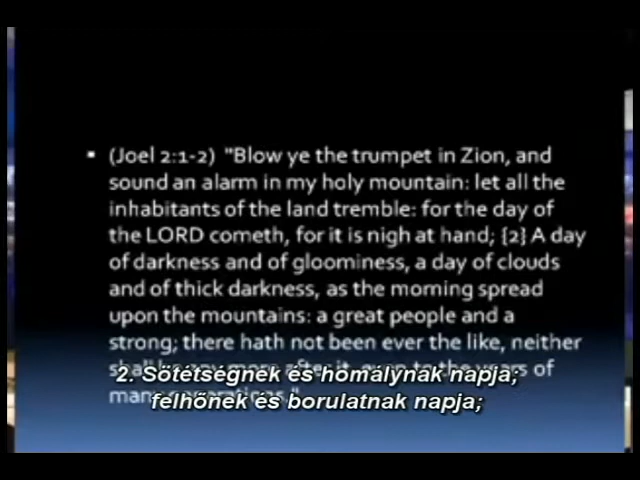 ▪ (Joel 2:1-2) "Blow ye the trumpet in Zion, and
sound an alarm in my holy mountain: let all the
inhabitants of the land tremble: for the day of
the LORD cometh, for it is nigh at hand; {2} A day
of darkness and of gloominess, a day of clouds
and of thick darkness, as the morning spread
upon the mountains: a great people and a
strong; there hath not been ever the like, neither
of
2. Sötétségnek és homálynak napja;
felhőnek és borulatnak napja;